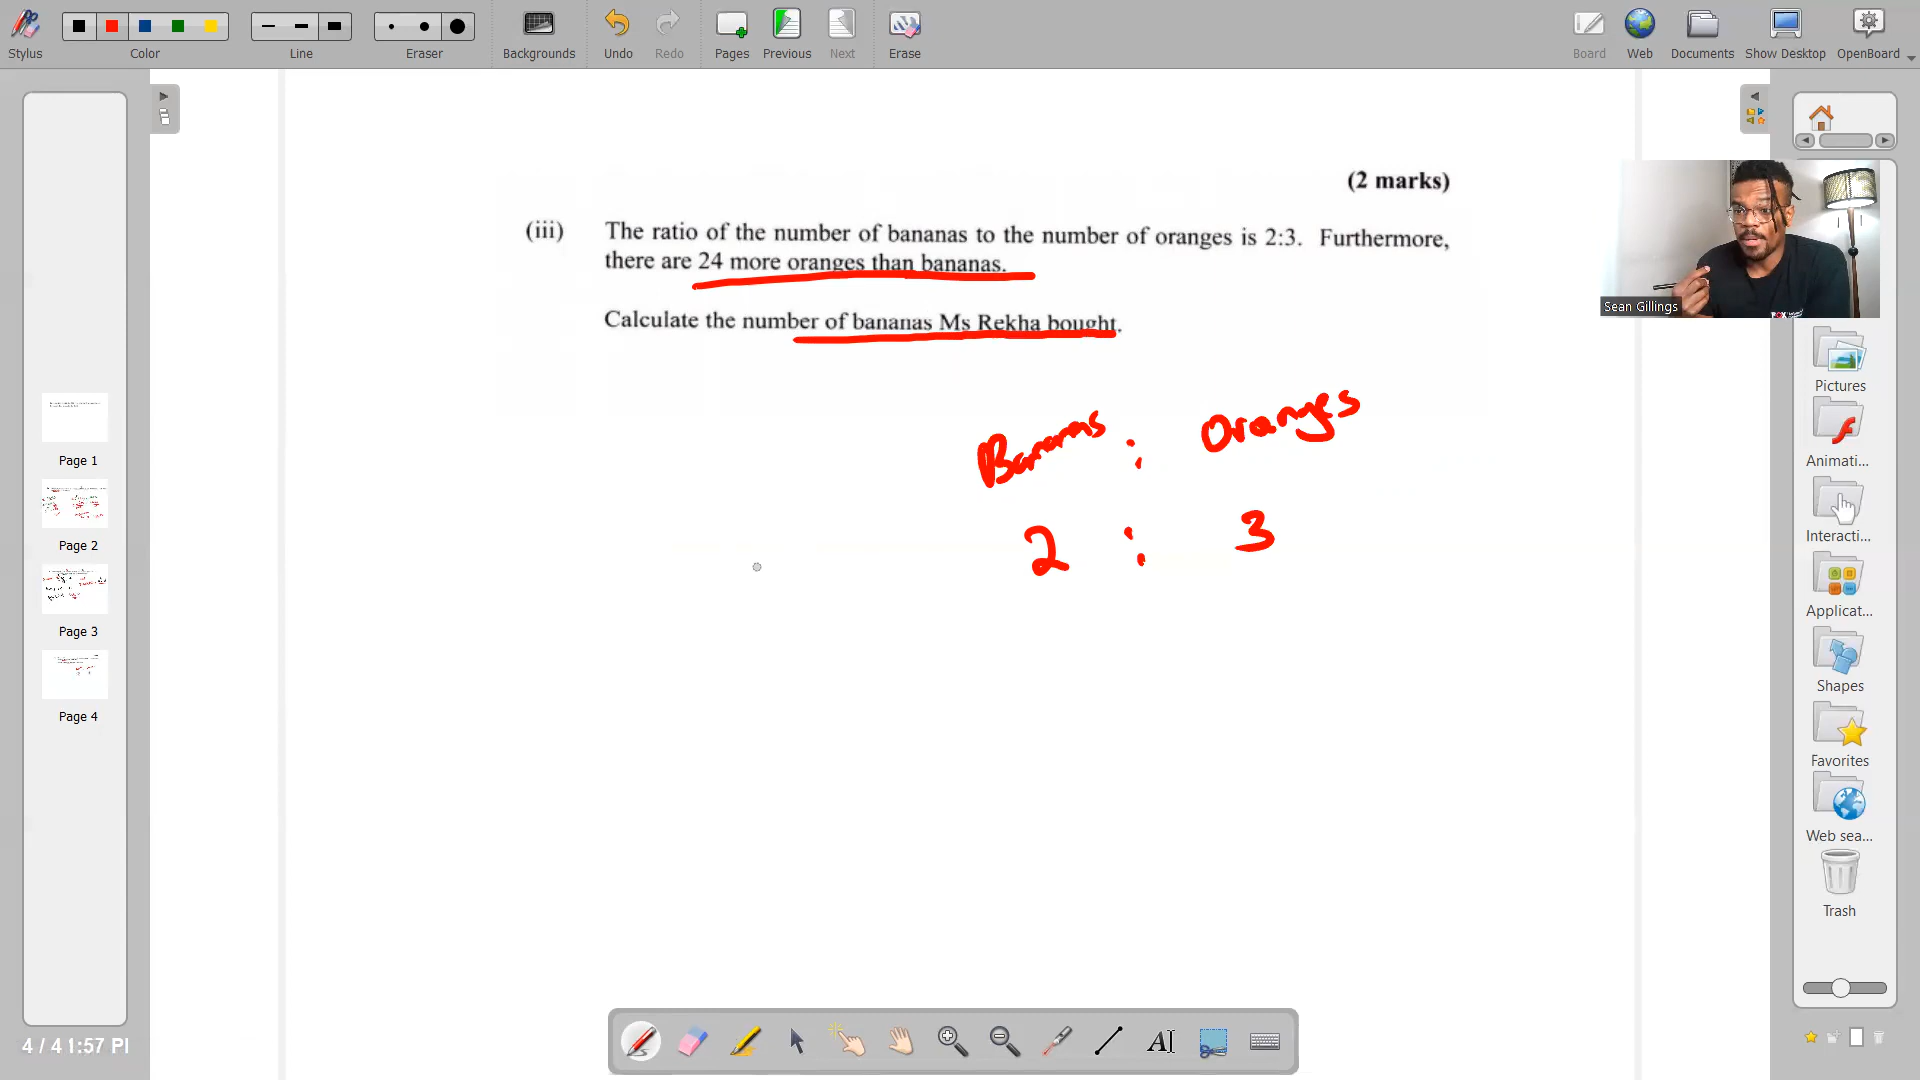 Stylus
Color
Line
Eraser
Backgrounds
Undo
Redo
Pages
Previous
Next
Erase
Board
Web
Documents
Show Desktop
OpenBoard
(2 marks)
(iii) The ratio of the number of bananas to the number of oranges is 2:3. Furthermore,
there are 24 more oranges than bananas.
Calculate the number of bananas Ms Rekha bought.
Bananas : Oranges
2 : 3
Sean Gillings
Page 1
Page 2
Page 3
Page 4
4 / 4 1:57 PI
Pictures
Animati...
Interacti...
Applicat...
Shapes
Favorites
Web sea...
Trash